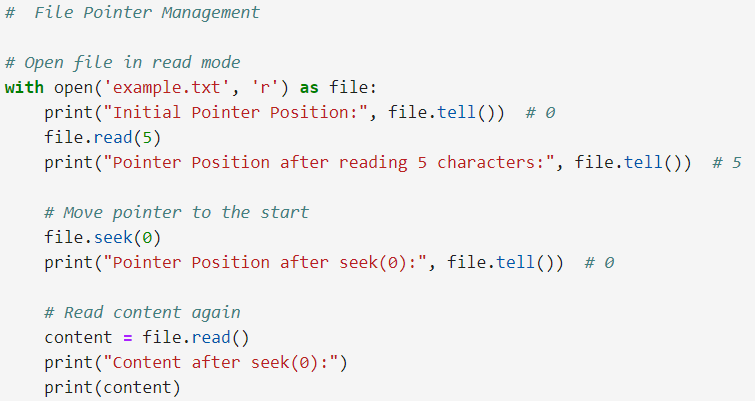 #  File Pointer Management
# Open file in read mode
with open('example.txt', 'r') as file:
    print("Initial Pointer Position:", file.tell())  # 0
    file.read(5)
    print("Pointer Position after reading 5 characters:", file.tell())  # 5
    # Move pointer to the start
    file.seek(0)
    print("Pointer Position after seek(0):", file.tell())  # 0
    # Read content again
    content = file.read()
    print("Content after seek(0):")
    print(content)